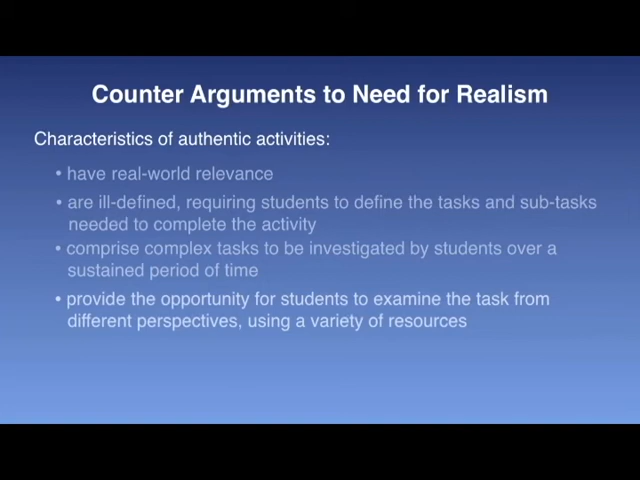 Counter Arguments to Need for Realism
Characteristics of authentic activities:
• have real-world relevance
• are ill-defined, requiring students to define the tasks and sub-tasks
needed to complete the activity
• comprise complex tasks to be investigated by students over a
sustained period of time
• provide the opportunity for students to examine the task from
different perspectives, using a variety of resources